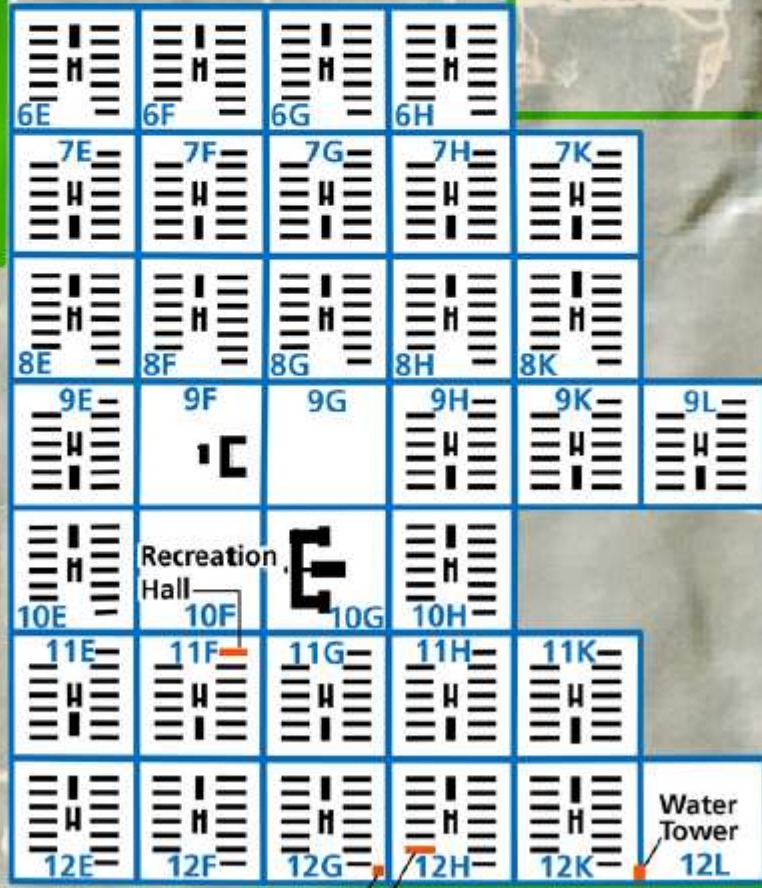 6E 6F 6G 6H
7E 7F 7G 7H 7K
8E 8F 8G 8H 8K
9E 9F 9G 9H 9K 9L
Recreation
Hall
10E 10F 10G 10H
11E 11F 11G 11H 11K
Water
Tower
12E 12F 12G 12H 12K 12L